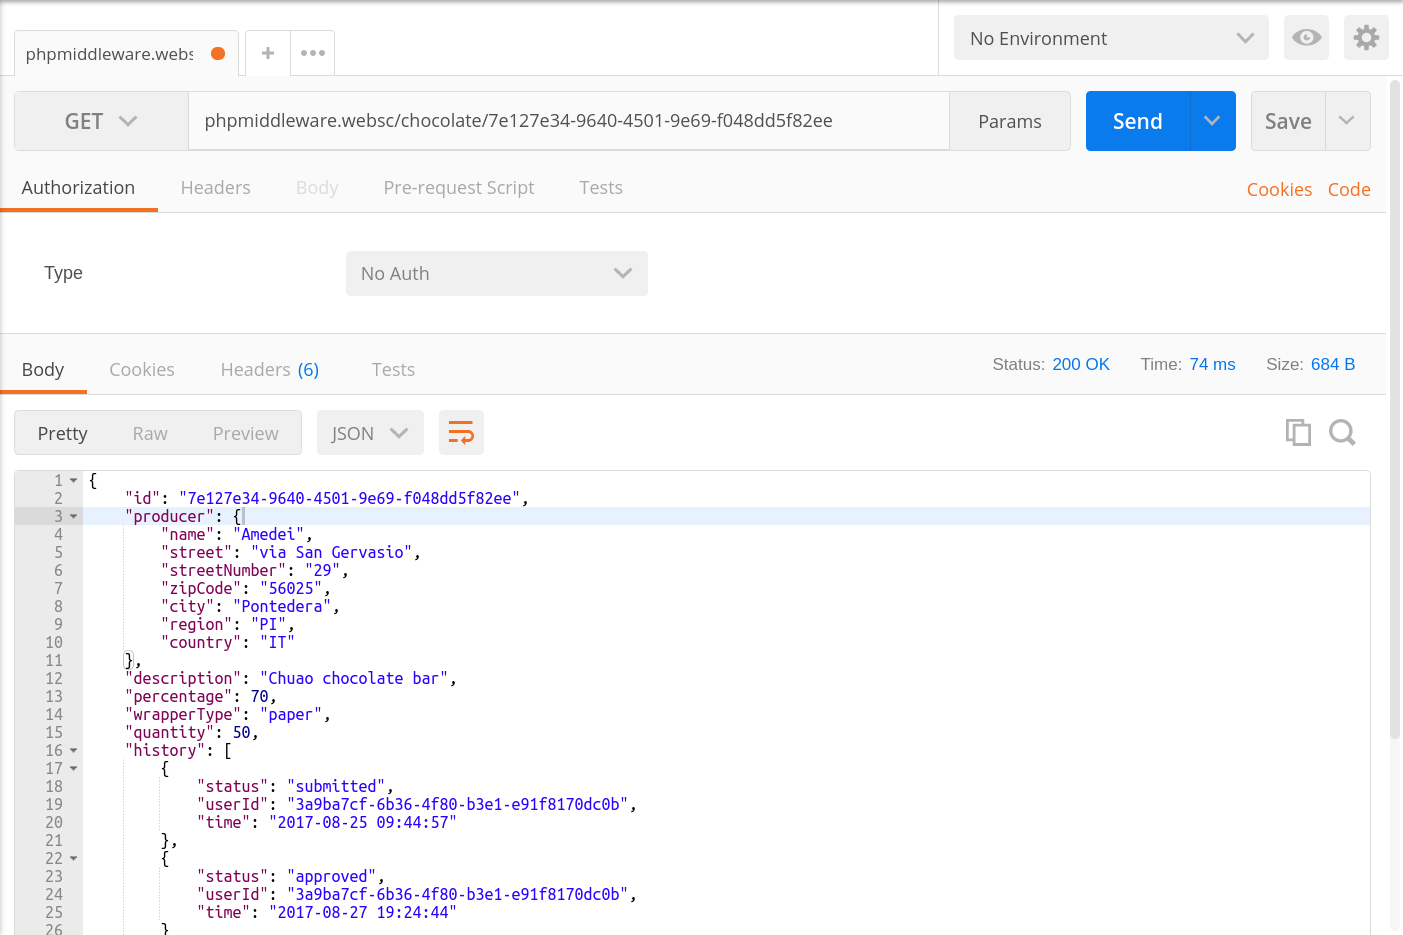 phpmiddleware.webs
+
•••
No Environment
GET
phpmiddleware.websc/chocolate/7e127e34-9640-4501-9e69-f048dd5f82ee
Params
Send
Save
Authorization
Headers
Body
Pre-request Script
Tests
Cookies
Code
Type
No Auth
Body
Cookies
Headers (6)
Tests
Status: 200 OK
Time: 74 ms
Size: 684 B
Pretty
Raw
Preview
JSON
1 {
2 "id": "7e127e34-9640-4501-9e69-f048dd5f82ee",
3 "producer": {
4 "name": "Amedei",
5 "street": "via San Gervasio",
6 "streetNumber": "29",
7 "zipCode": "56025",
8 "city": "Pontedera",
9 "region": "PI",
10 "country": "IT"
11 },
12 "description": "Chuao chocolate bar",
13 "percentage": 70,
14 "wrapperType": "paper",
15 "quantity": 50,
16 "history": [
17 {
18 "status": "submitted",
19 "userId": "3a9ba7cf-6b36-4f80-b3e1-e91f8170dc0b",
20 "time": "2017-08-25 09:44:57"
21 },
22 {
23 "status": "approved",
24 "userId": "3a9ba7cf-6b36-4f80-b3e1-e91f8170dc0b",
25 "time": "2017-08-27 19:24:44"
26 }